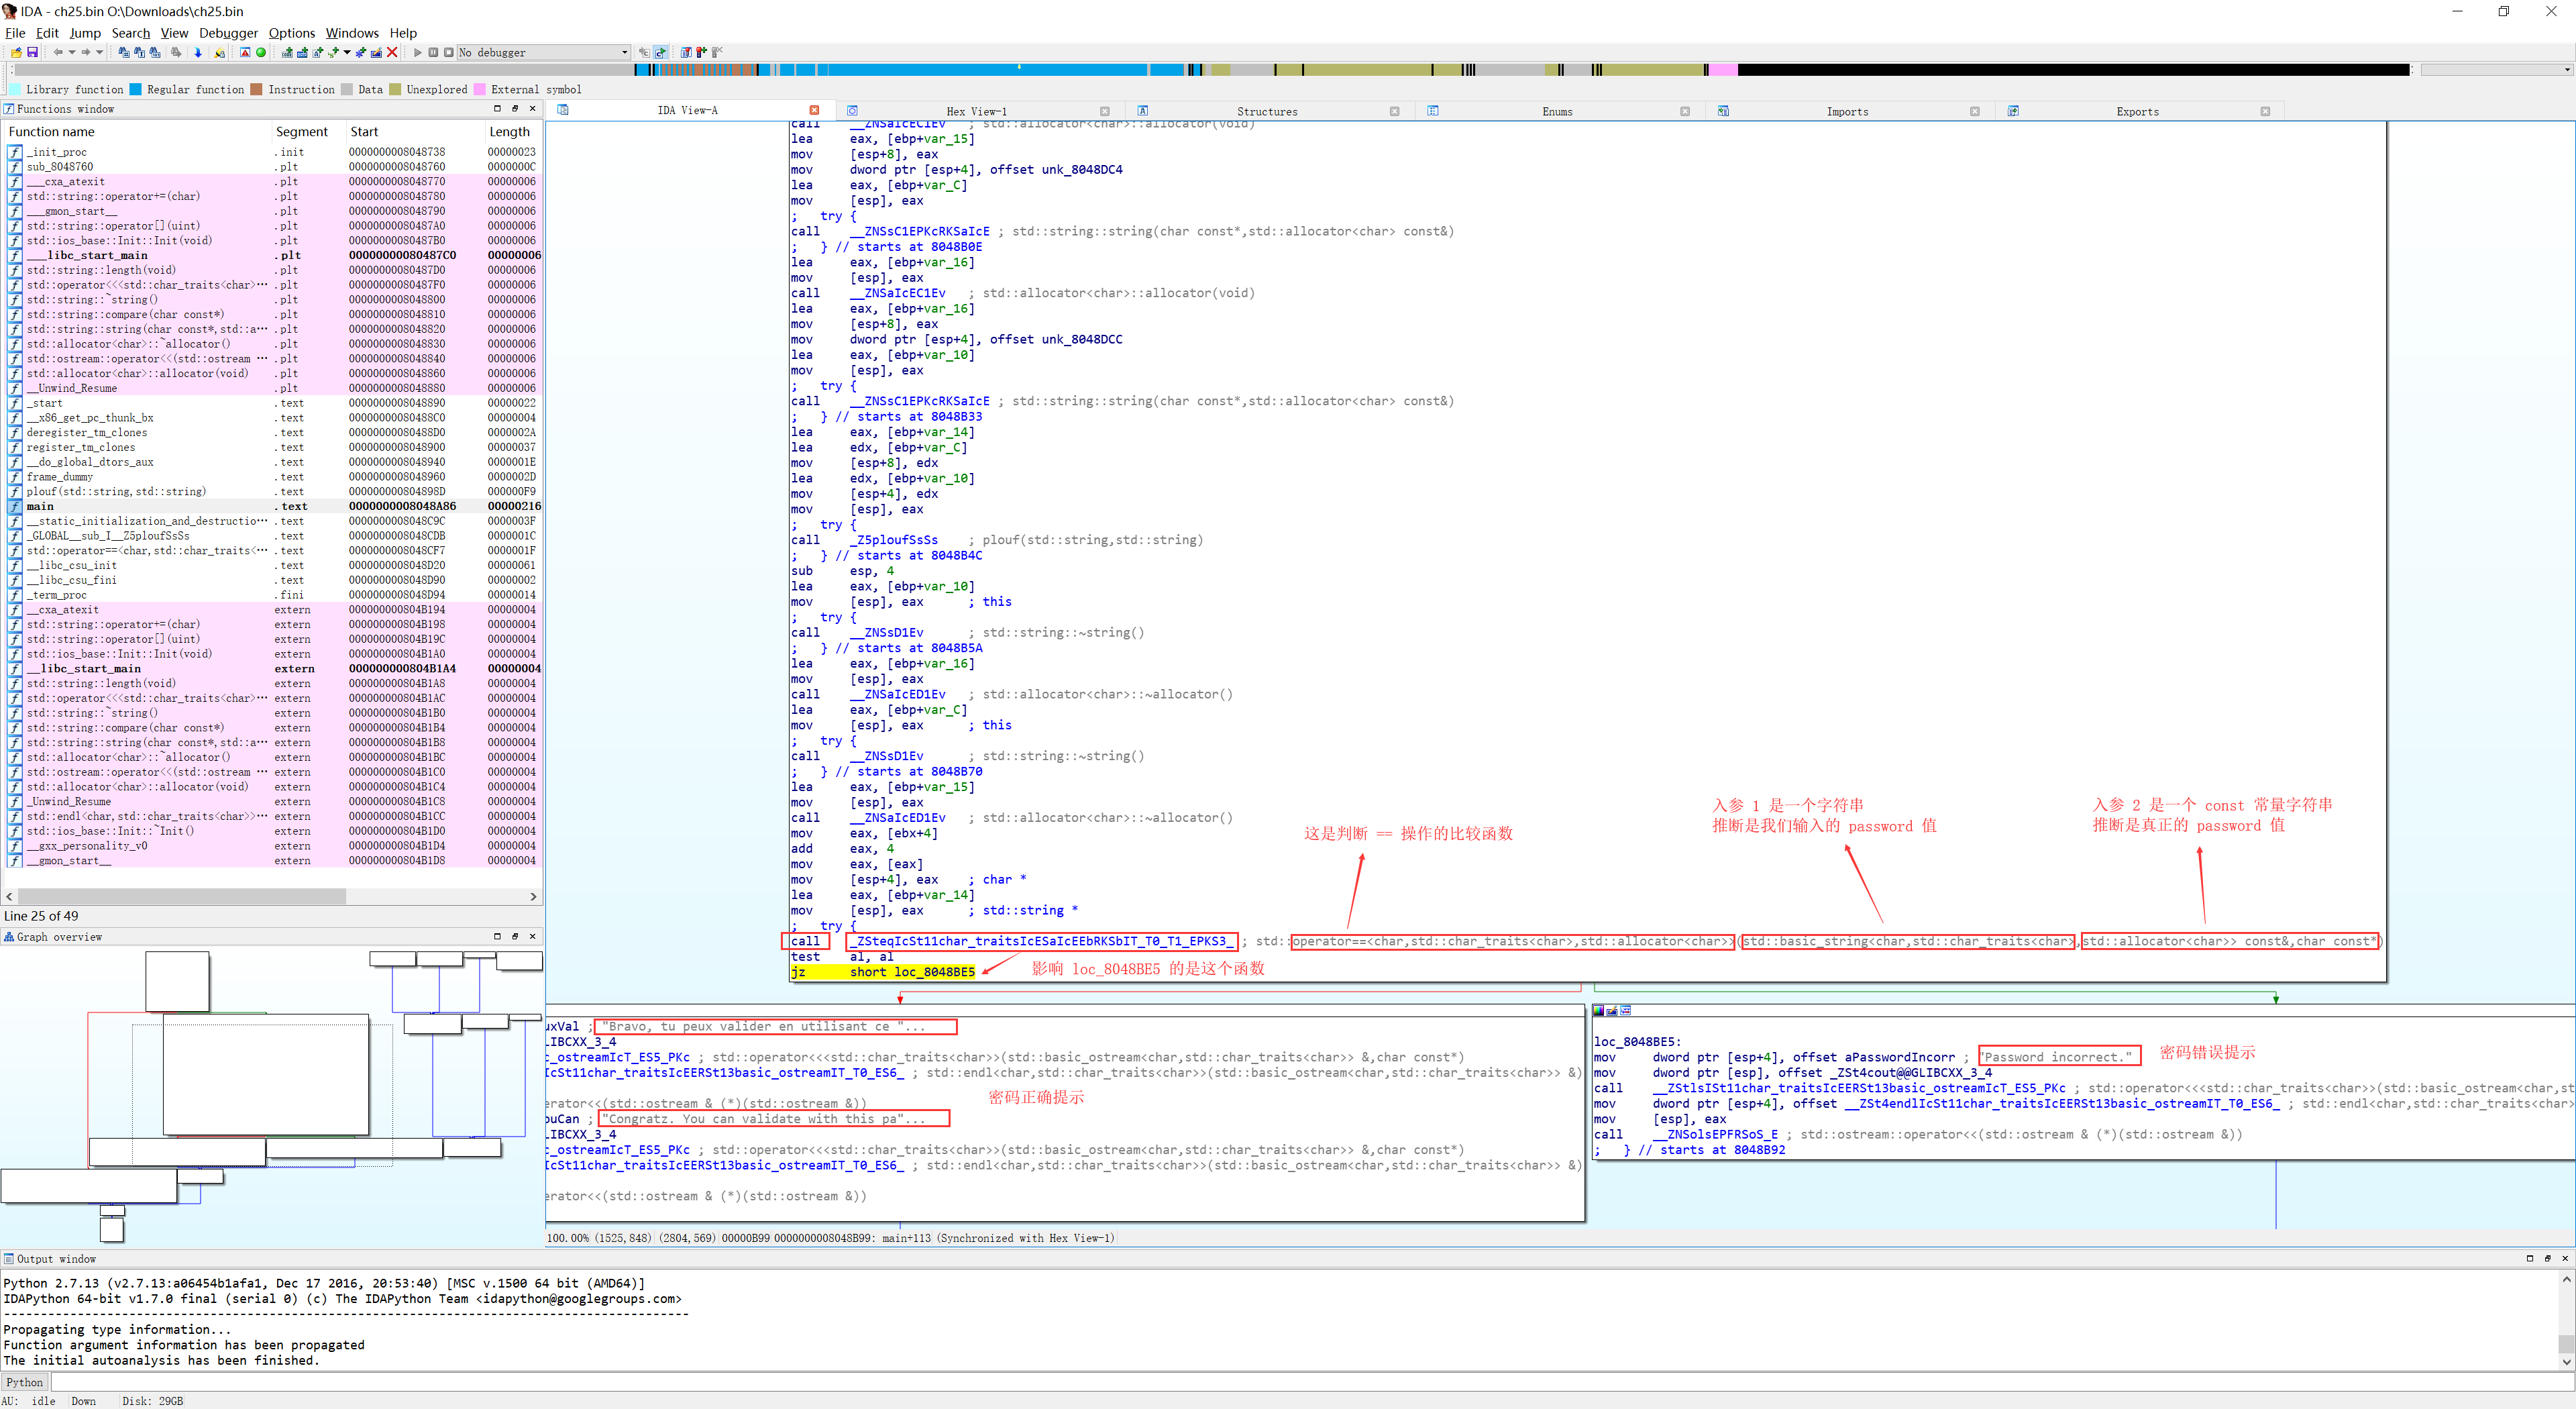 IDA - ch25.bin O:\Downloads\ch25.bin
File Edit Jump Search View Debugger Options Windows Help
No debugger
Library function Regular function Instruction Data Unexplored External symbol
Functions window
Function name Segment Start Length
_init_proc .init 0000000008048738 00000023
sub_8048760 .plt 0000000008048760 0000000C
___cxa_atexit .plt 0000000008048770 00000006
std::string::operator+=(char) .plt 0000000008048780 00000006
___gmon_start__ .plt 0000000008048790 00000006
std::string::operator[](uint) .plt 00000000080487A0 00000006
std::ios_base::Init::Init(void) .plt 00000000080487B0 00000006
___libc_start_main .plt 00000000080487C0 00000006
std::string::length(void) .plt 00000000080487D0 00000006
std::operator<<<std::char_traits<char>… .plt 00000000080487F0 00000006
std::string::~string() .plt 0000000008048800 00000006
std::string::compare(char const*) .plt 0000000008048810 00000006
std::string::string(char const*,std::a… .plt 0000000008048820 00000006
std::allocator<char>::~allocator() .plt 0000000008048830 00000006
std::ostream::operator<<(std::ostream … .plt 0000000008048840 00000006
std::allocator<char>::allocator(void) .plt 0000000008048860 00000006
__Unwind_Resume .plt 0000000008048880 00000006
_start .text 0000000008048890 00000022
__x86_get_pc_thunk_bx .text 00000000080488C0 00000004
deregister_tm_clones .text 00000000080488D0 0000002A
register_tm_clones .text 0000000008048900 00000037
__do_global_dtors_aux .text 0000000008048940 0000001E
frame_dummy .text 0000000008048960 0000002D
plouf(std::string,std::string) .text 000000000804898D 000000F9
main .text 0000000008048A86 00000216
__static_initialization_and_destructio… .text 0000000008048C9C 0000003F
_GLOBAL__sub_I__Z5ploufSsSs .text 0000000008048CDB 0000001C
std::operator==<char,std::char_traits<… .text 0000000008048CF7 0000001F
__libc_csu_init .text 0000000008048D20 00000061
__libc_csu_fini .text 0000000008048D90 00000002
_term_proc .fini 0000000008048D94 00000014
__cxa_atexit extern 000000000804B194 00000004
std::string::operator+=(char) extern 000000000804B198 00000004
std::string::operator[](uint) extern 000000000804B19C 00000004
std::ios_base::Init::Init(void) extern 000000000804B1A0 00000004
__libc_start_main extern 000000000804B1A4 00000004
std::string::length(void) extern 000000000804B1A8 00000004
std::operator<<<std::char_traits<char>… extern 000000000804B1AC 00000004
std::string::~string() extern 000000000804B1B0 00000004
std::string::compare(char const*) extern 000000000804B1B4 00000004
std::string::string(char const*,std::a… extern 000000000804B1B8 00000004
std::allocator<char>::~allocator() extern 000000000804B1BC 00000004
std::ostream::operator<<(std::ostream … extern 000000000804B1C0 00000004
std::allocator<char>::allocator(void) extern 000000000804B1C4 00000004
_Unwind_Resume extern 000000000804B1C8 00000004
std::endl<char,std::char_traits<char>>… extern 000000000804B1CC 00000004
std::ios_base::Init::~Init() extern 000000000804B1D0 00000004
__gxx_personality_v0 extern 000000000804B1D4 00000004
__gmon_start__ extern 000000000804B1D8 00000004
Line 25 of 49
Graph overview
IDA View-A Hex View-1 Structures Enums Imports Exports
call __ZNSaIcEC1Ev ; std::allocator<char>::allocator(void)
lea eax, [ebp+var_15]
mov [esp+8], eax
mov dword ptr [esp+4], offset unk_8048DC4
lea eax, [ebp+var_C]
mov [esp], eax
; try {
call __ZNSsC1EPKcRKSaIcE ; std::string::string(char const*,std::allocator<char> const&)
; } // starts at 8048B0E
lea eax, [ebp+var_16]
mov [esp], eax
call __ZNSaIcEC1Ev ; std::allocator<char>::allocator(void)
lea eax, [ebp+var_16]
mov [esp+8], eax
mov dword ptr [esp+4], offset unk_8048DCC
lea eax, [ebp+var_10]
mov [esp], eax
; try {
call __ZNSsC1EPKcRKSaIcE ; std::string::string(char const*,std::allocator<char> const&)
; } // starts at 8048B33
lea eax, [ebp+var_14]
lea edx, [ebp+var_C]
mov [esp+8], edx
lea edx, [ebp+var_10]
mov [esp+4], edx
mov [esp], eax
; try {
call _Z5ploufSsSs ; plouf(std::string,std::string)
; } // starts at 8048B4C
sub esp, 4
lea eax, [ebp+var_10]
mov [esp], eax ; this
; try {
call __ZNSsD1Ev ; std::string::~string()
; } // starts at 8048B5A
lea eax, [ebp+var_16]
mov [esp], eax
call __ZNSaIcED1Ev ; std::allocator<char>::~allocator()
lea eax, [ebp+var_C]
mov [esp], eax ; this
; try {
call __ZNSsD1Ev ; std::string::~string()
; } // starts at 8048B70
lea eax, [ebp+var_15]
mov [esp], eax
call __ZNSaIcED1Ev ; std::allocator<char>::~allocator()
mov eax, [ebx+4]
add eax, 4
mov eax, [eax]
mov [esp+4], eax ; char *
lea eax, [ebp+var_14]
mov [esp], eax ; std::string *
; try {
call _ZSteqIcSt11char_traitsIcESaIcEEbRKSbIT_T0_T1_EPKS3_ ; std::operator==<char,std::char_traits<char>,std::allocator<char>>(std::basic_string<char,std::char_traits<char>,std::allocator<char>> const&,char const*)
test al, al
jz short loc_8048BE5
这是判断 == 操作的比较函数
入参 1 是一个字符串
推断是我们输入的 password 值
入参 2 是一个 const 常量字符串
推断是真正的 password 值
影响 loc_8048BE5 的是这个函数
uxVal ; "Bravo, tu peux valider en utilisant ce "...
LIBCXX_3_4
c_ostreamIcT_ES5_PKc ; std::operator<<<std::char_traits<char>>(std::basic_ostream<char,std::char_traits<char>> &,char const*)
IcSt11char_traitsIcEERSt13basic_ostreamIT_T0_ES6_ ; std::endl<char,std::char_traits<char>>(std::basic_ostream<char,std::char_traits<char>> &)
erator<<(std::ostream & (*)(std::ostream &))
密码正确提示
ouCan ; "Congratz. You can validate with this pa"...
LIBCXX_3_4
c_ostreamIcT_ES5_PKc ; std::operator<<<std::char_traits<char>>(std::basic_ostream<char,std::char_traits<char>> &,char const*)
IcSt11char_traitsIcEERSt13basic_ostreamIT_T0_ES6_ ; std::endl<char,std::char_traits<char>>(std::basic_ostream<char,std::char_traits<char>> &)
erator<<(std::ostream & (*)(std::ostream &))
loc_8048BE5:
mov dword ptr [esp+4], offset aPasswordIncorr ; "Password incorrect."
密码错误提示
mov dword ptr [esp], offset _ZSt4cout@@GLIBCXX_3_4
call __ZStlsISt11char_traitsIcEERSt13basic_ostreamIcT_ES5_PKc ; std::operator<<<std::char_traits<char>>(std::basic_ostream<char,st
mov dword ptr [esp+4], offset __ZSt4endlIcSt11char_traitsIcEERSt13basic_ostreamIT_T0_ES6_ ; std::endl<char,std::char_traits<char>>
mov [esp], eax
call __ZNSolsEPFRSoS_E ; std::ostream::operator<<(std::ostream & (*)(std::ostream &))
; } // starts at 8048B92
100.00% (1525,848) (2804,569) 00000B99 0000000008048B99: main+113 (Synchronized with Hex View-1)
Output window
Python 2.7.13 (v2.7.13:a06454b1afa1, Dec 17 2016, 20:53:40) [MSC v.1500 64 bit (AMD64)]
IDAPython 64-bit v1.7.0 final (serial 0) (c) The IDAPython Team <idapython@googlegroups.com>
-----------------------------------------------------------------------------------------
Propagating type information...
Function argument information has been propagated
The initial autoanalysis has been finished.
Python
AU: idle Down Disk: 29GB